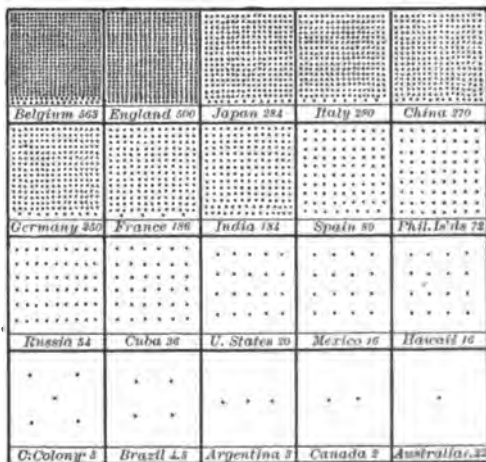 Belgium 563 England 500 Japan 284 Italy 280 China 270
Germany 250 France 186 India 184 Spain 89 Phil. Is'ds 72
Russia 54 Cuba 36 U. States 20 Mexico 16 Hawaii 16
C: Colony 5 Brazil 4.5 Argentina 3 Canada 2 Australia